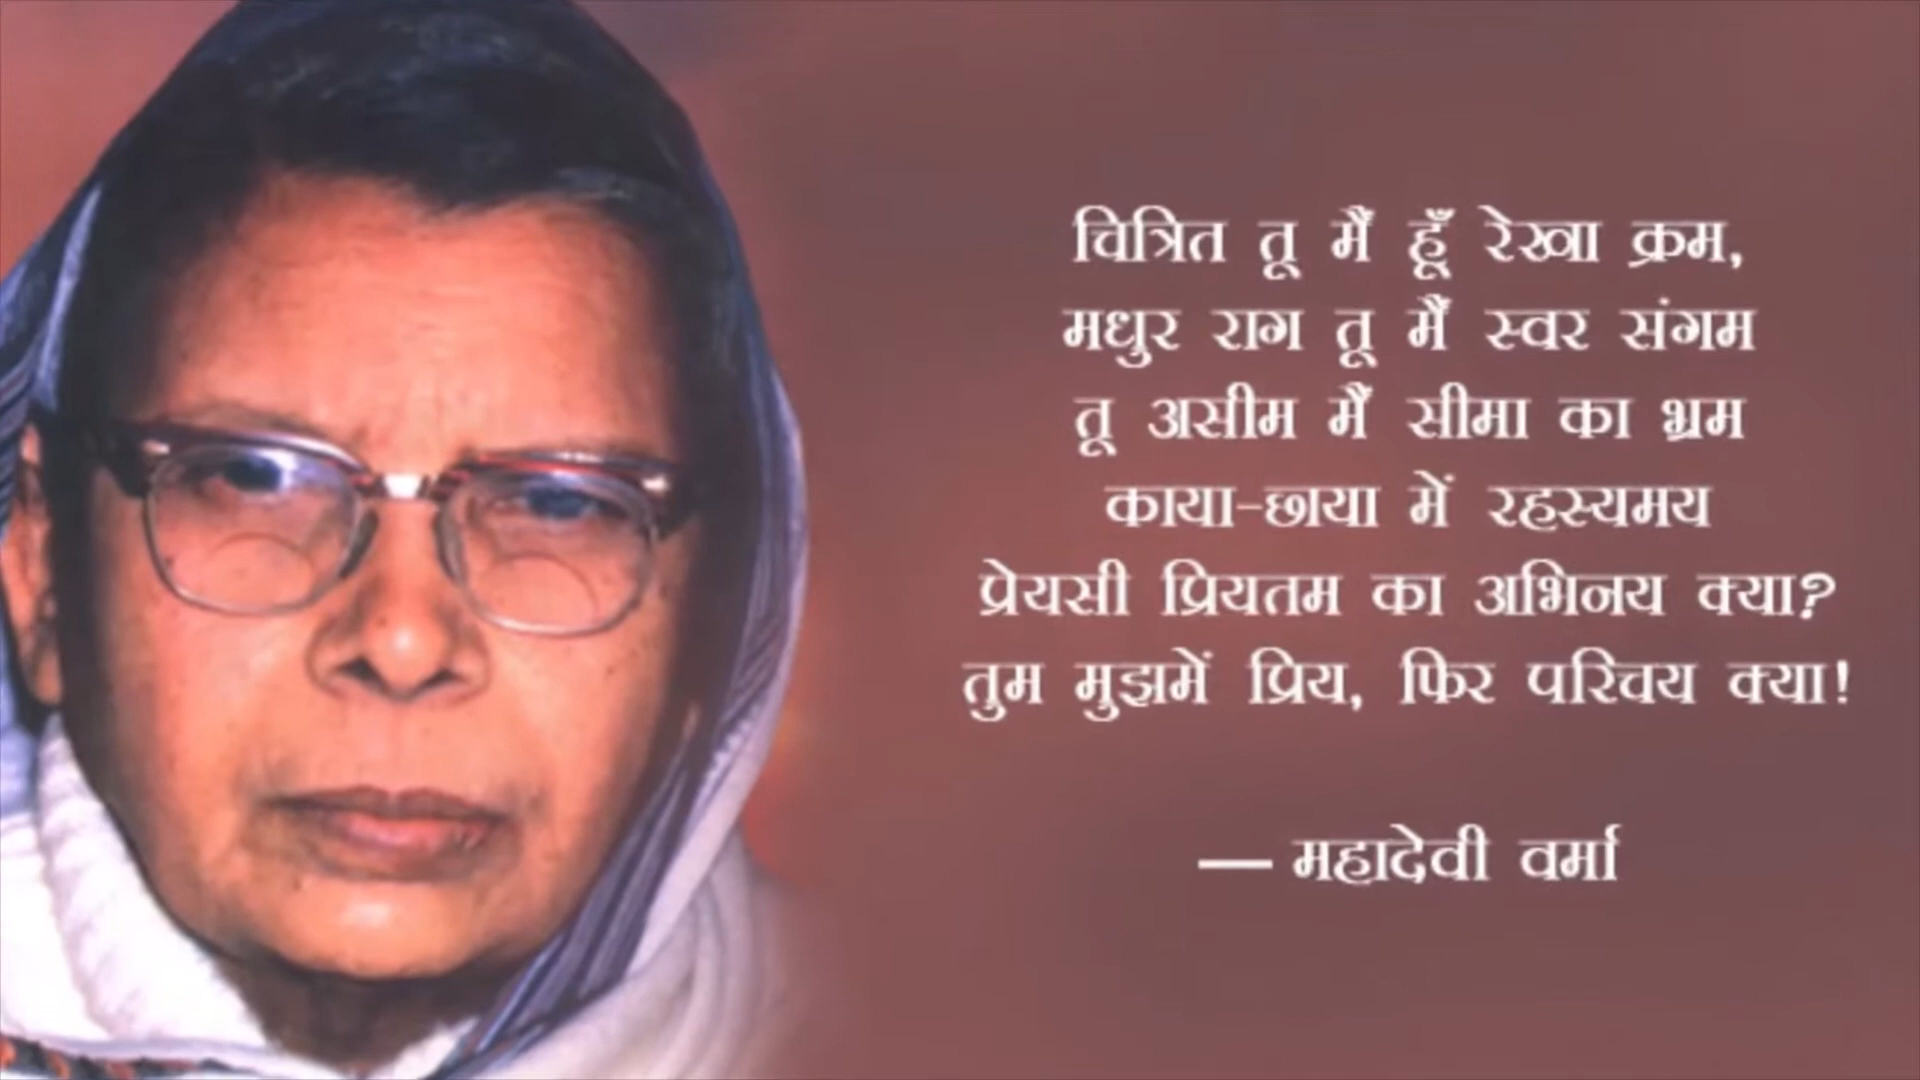 चित्रित तू मैं हूँ रेखा क्रम,
मधुर राग तू मैं स्वर संगम
तू असीम मैं सीमा का भ्रम
काया-छाया में रहस्यमय
प्रेयसी प्रियतम का अभिनय क्या?
तुम मुझमें प्रिय, फिर परिचय क्या!
— महादेवी वर्मा